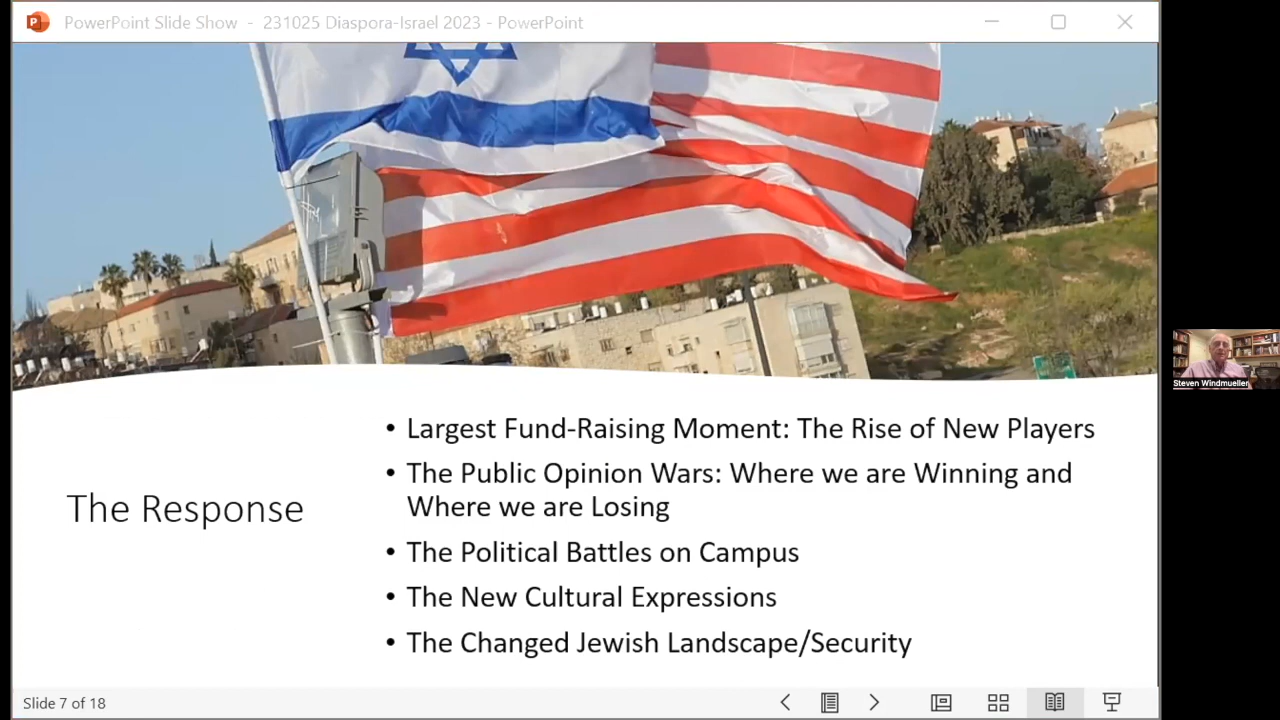 PowerPoint Slide Show - 231025 Diaspora-Israel 2023 - PowerPoint
Steven Windmueller
The Response
• Largest Fund-Raising Moment: The Rise of New Players
• The Public Opinion Wars: Where we are Winning and
Where we are Losing
• The Political Battles on Campus
• The New Cultural Expressions
• The Changed Jewish Landscape/Security
Slide 7 of 18